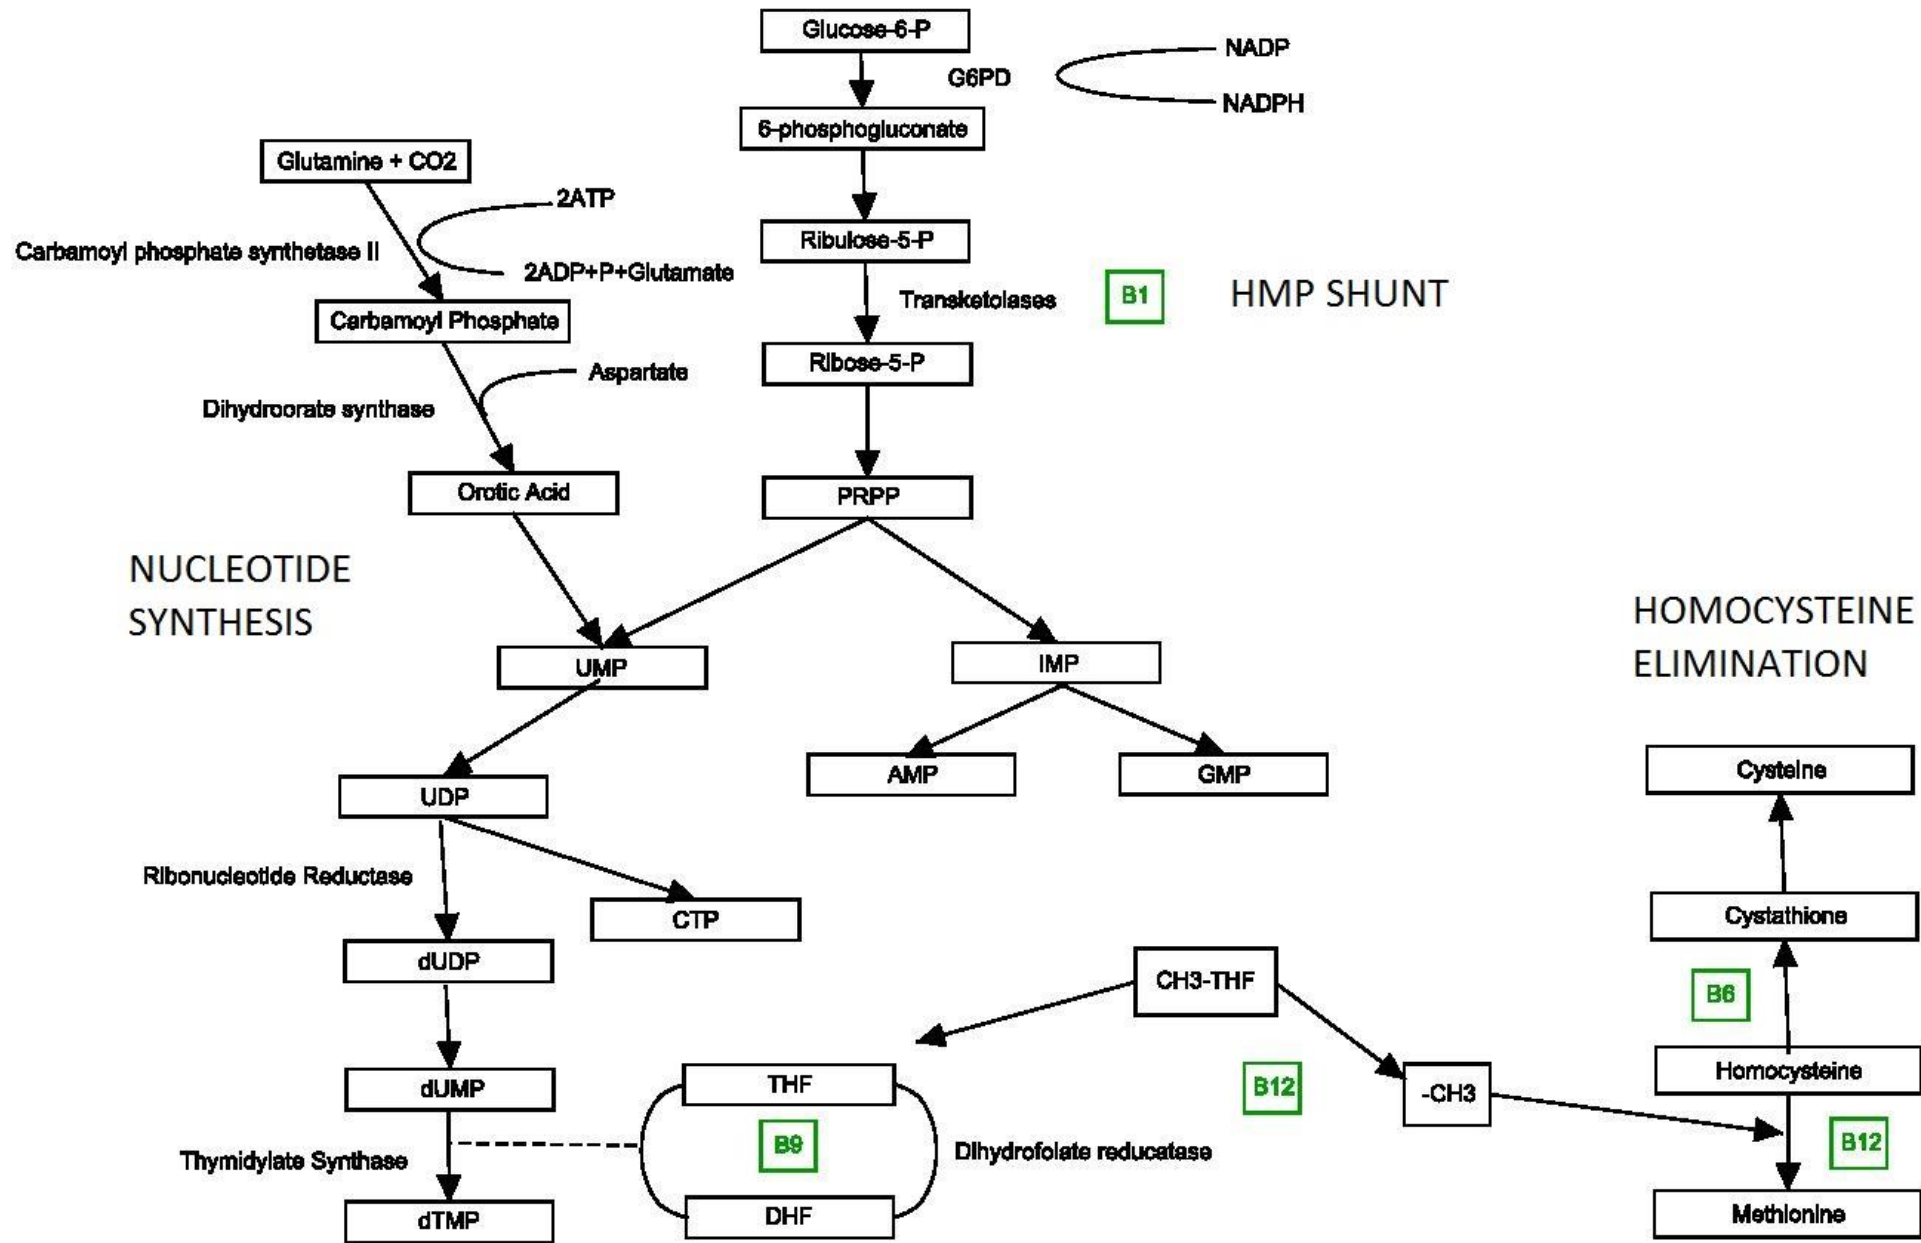 Glucose-6-P
NADP
G6PD
NADPH
6-phosphogluconate
Glutamine + CO2
2ATP
Ribulose-5-P
Carbamoyl phosphate synthetase II
2ADP+P+Glutamate
Transketolases
B1
HMP SHUNT
Carbamoyl Phosphate
Ribose-5-P
Aspartate
Dihydroorate synthase
Orotic Acid
PRPP
NUCLEOTIDE
SYNTHESIS
HOMOCYSTEINE
ELIMINATION
UMP
IMP
AMP
GMP
Cysteine
UDP
Ribonucleotide Reductase
CTP
Cystathione
dUDP
CH3-THF
B6
THF
Homocysteine
dUMP
B12
-CH3
B9
Dihydrofolate reducatase
B12
Thymidylate Synthase
dTMP
DHF
Methionine